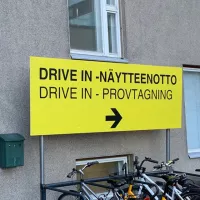 DRIVE IN -NÄYTTEENOTTO
DRIVE IN - PROVTAGNING